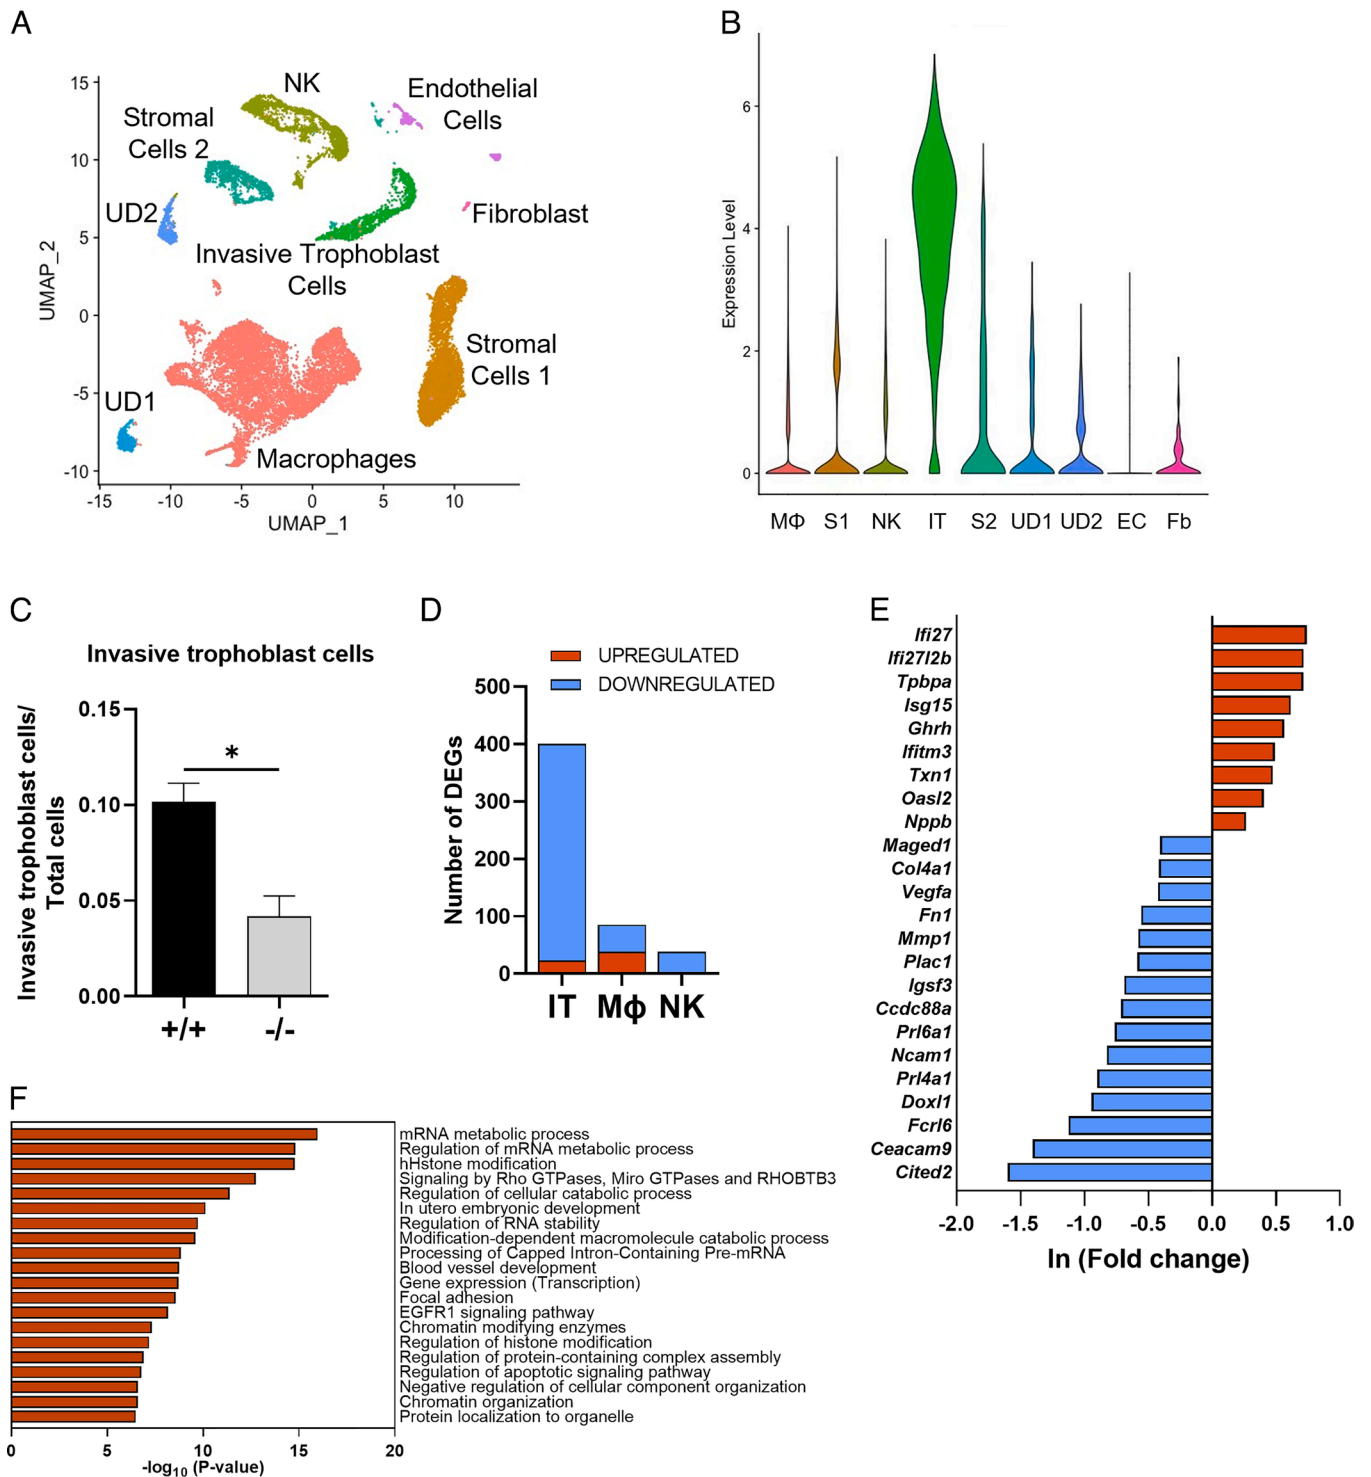 A
15
10
5
0
-5
-10
UMAP_2
NK
Endothelial
Cells
Stromal
Cells 2
UD2
Fibroblast
Invasive Trophoblast
Cells
Stromal
Cells 1
UD1
Macrophages
-15
-10
-5
0
5
10
UMAP_1
B
6
4
2
0
Expression Level
MΦ
S1
NK
IT
S2
UD1
UD2
EC
Fb
C
Invasive trophoblast cells
Invasive trophoblast cells/
Total cells
0.15
0.10
0.05
0.00
*
+/+
-/-
D
UPREGULATED
DOWNREGULATED
Number of DEGs
500
400
300
200
100
0
IT
Mϕ
NK
E
Ifi27
Ifi27l2b
Tpbpa
Isg15
Ghrh
Ifitm3
Txn1
Oasl2
Nppb
Maged1
Col4a1
Vegfa
Fn1
Mmp1
Plac1
Igsf3
Ccdc88a
Prl6a1
Ncam1
Prl4a1
Doxl1
Fcrl6
Ceacam9
Cited2
-2.0
-1.5
-1.0
-0.5
0.0
0.5
1.0
ln (Fold change)
F
mRNA metabolic process
Regulation of mRNA metabolic process
hHstone modification
Signaling by Rho GTPases, Miro GTPases and RHOBTB3
Regulation of cellular catabolic process
In utero embryonic development
Regulation of RNA stability
Modification-dependent macromolecule catabolic process
Processing of Capped Intron-Containing Pre-mRNA
Blood vessel development
Gene expression (Transcription)
Focal adhesion
EGFR1 signaling pathway
Chromatin modifying enzymes
Regulation of histone modification
Regulation of protein-containing complex assembly
Regulation of apoptotic signaling pathway
Negative regulation of cellular component organization
Chromatin organization
Protein localization to organelle
0
5
10
15
20
-log10 (P-value)